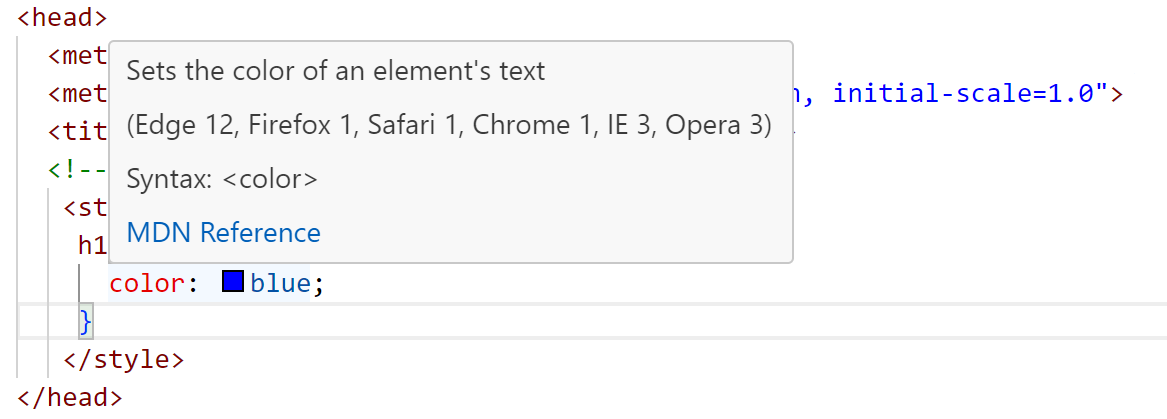 <head>
<met
Sets the color of an element's text
<met
, initial-scale=1.0">
(Edge 12, Firefox 1, Safari 1, Chrome 1, IE 3, Opera 3)
<tit
<!--
Syntax: <color>
<st
MDN Reference
h1
color: blue;
}
</style>
</head>